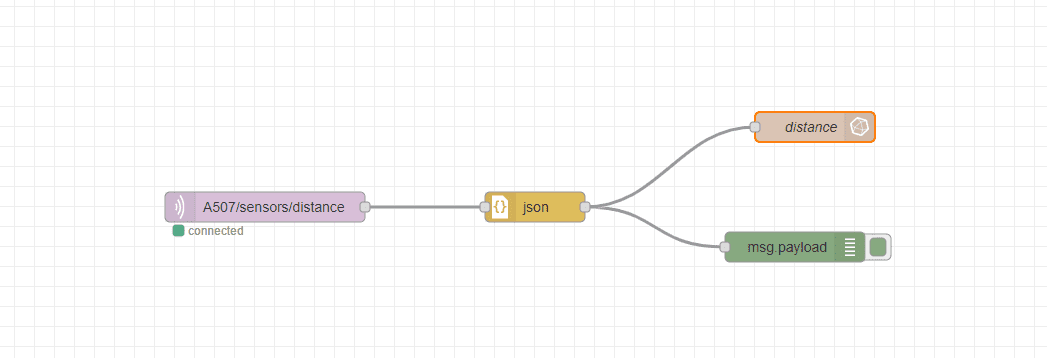 distance
A507/sensors/distance
json
connected
msg.payload